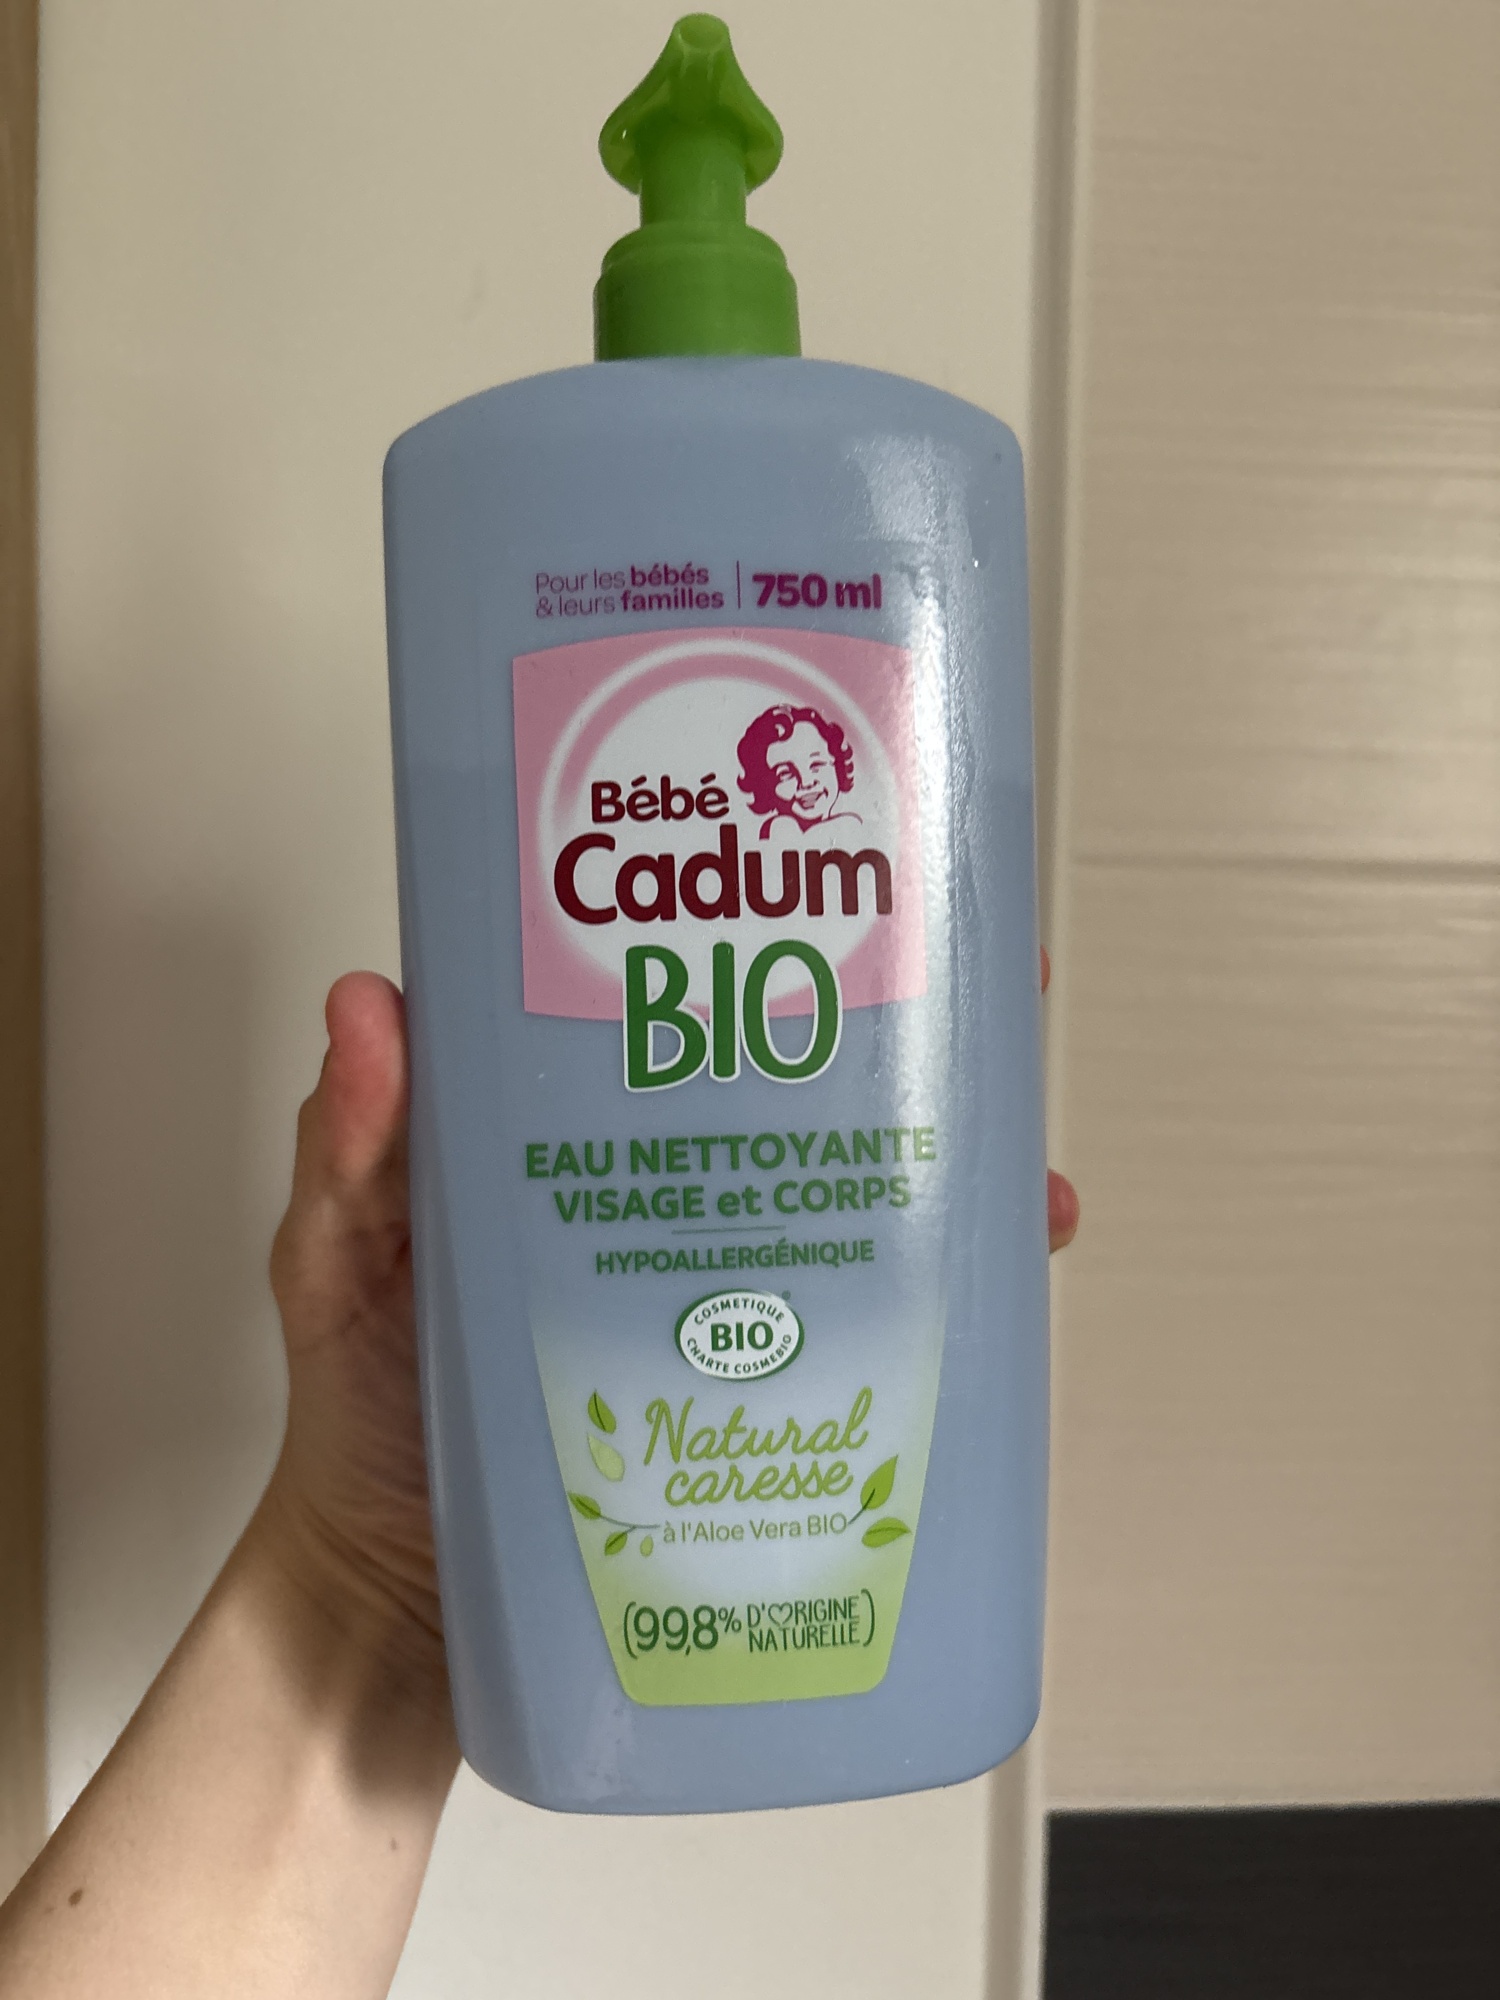 Pour les bébés
& leurs familles
750 ml
Bébé
Cadum
BIO
EAU NETTOYANTE
VISAGE et CORPS
HYPOALLERGÉNIQUE
COSMETIQUE
BIO
CHARTE COSMEBIO
Natural
caresse
à l'Aloe Vera BIO
(99,8% D'ORIGINE
NATURELLE)